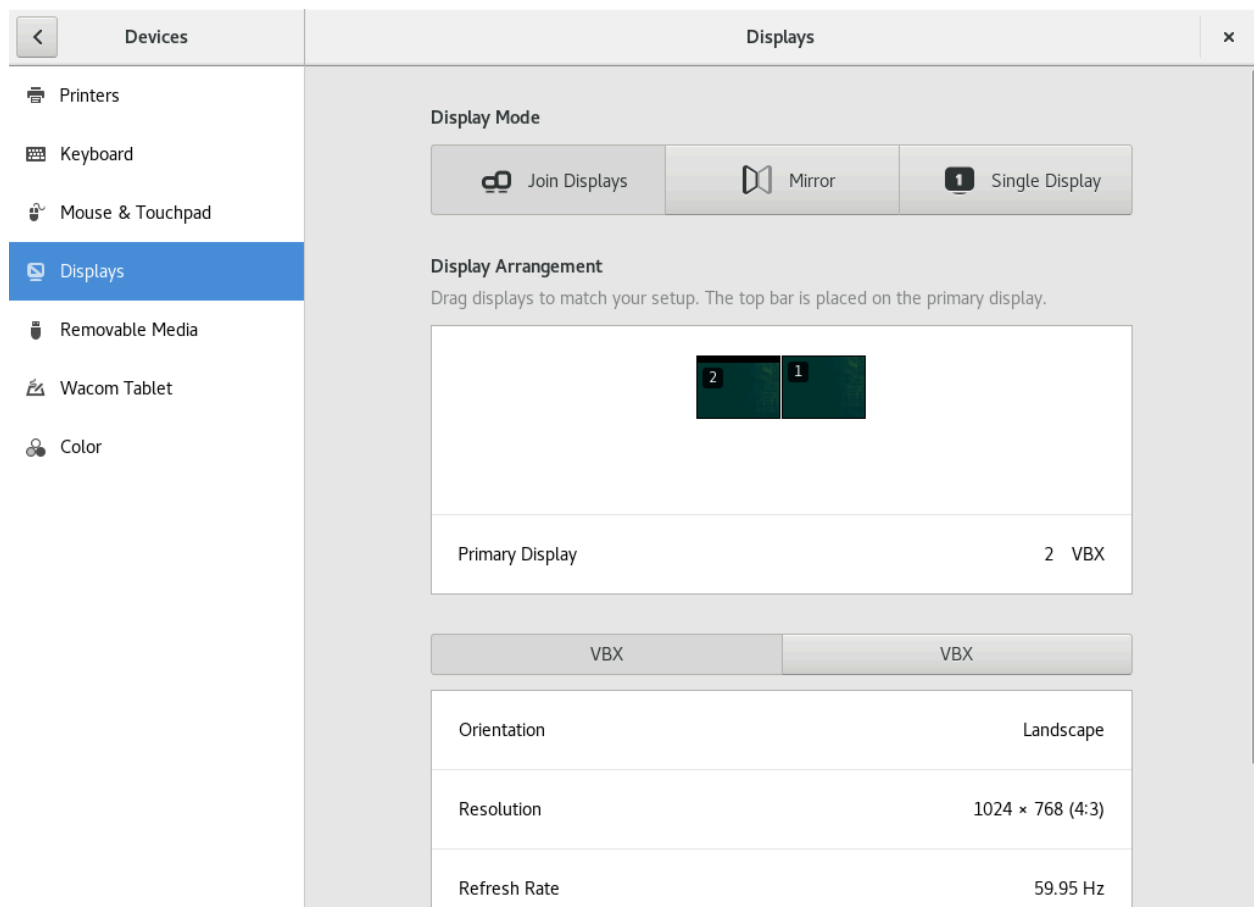 Devices
Displays
Printers
Keyboard
Mouse & Touchpad
Displays
Removable Media
Wacom Tablet
Color
Display Mode
Join Displays
Mirror
1
Single Display
Display Arrangement
Drag displays to match your setup. The top bar is placed on the primary display.
2
1
Primary Display
2 VBX
VBX
VBX
Orientation
Landscape
Resolution
1024 × 768 (4:3)
Refresh Rate
59.95 Hz